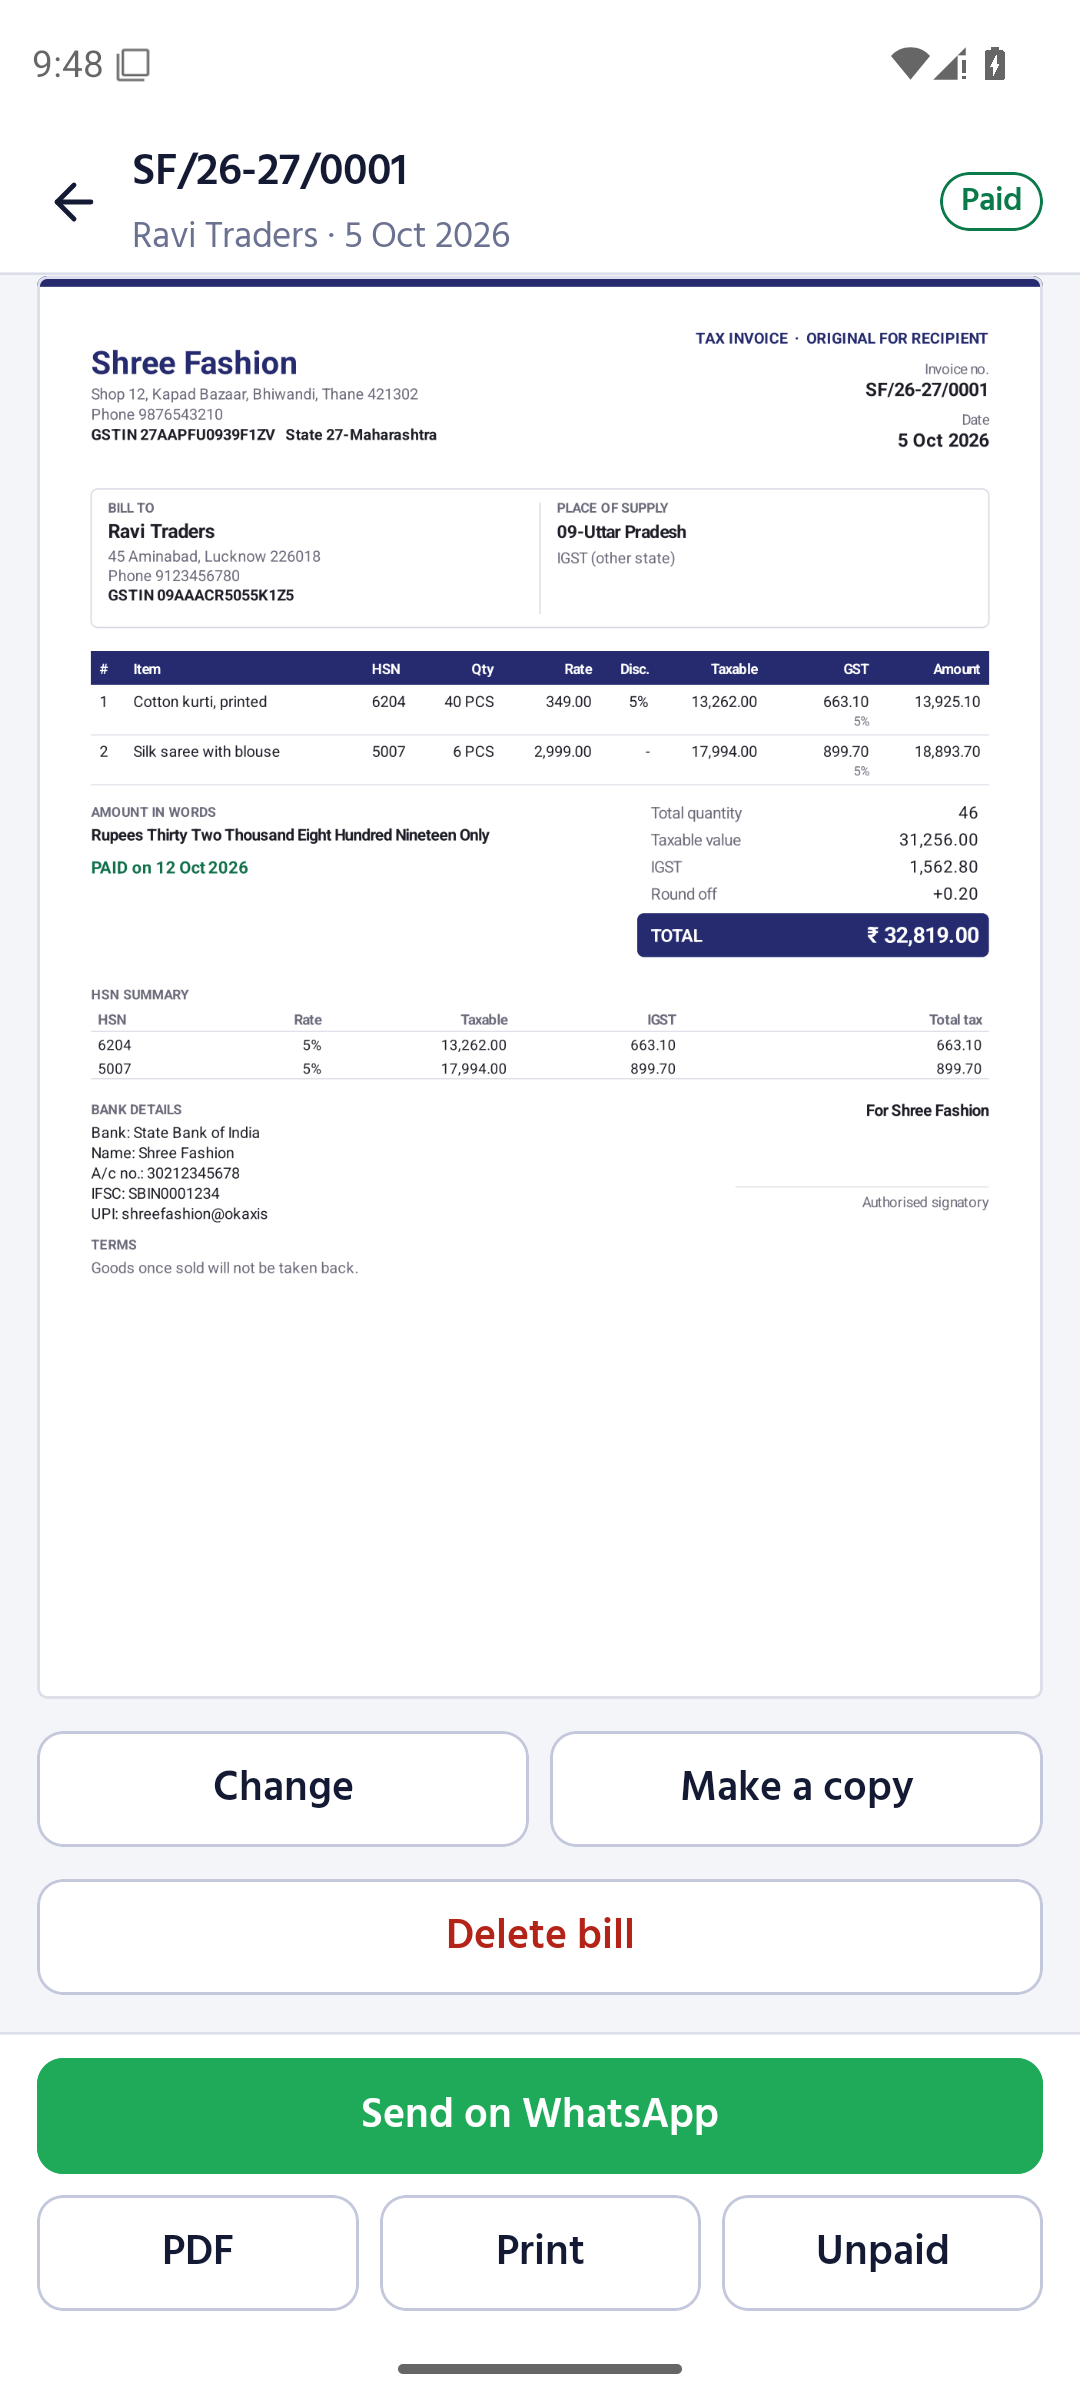 9:48
SF/26-27/0001
Ravi Traders · 5 Oct 2026
Paid
TAX INVOICE · ORIGINAL FOR RECIPIENT
Shree Fashion
Shop 12, Kapad Bazaar, Bhiwandi, Thane 421302
Phone 9876543210
GSTIN 27AAPFU0939F1ZV State 27-Maharashtra
Invoice no.
SF/26-27/0001
Date
5 Oct 2026
BILL TO
Ravi Traders
45 Aminabad, Lucknow 226018
Phone 9123456780
GSTIN 09AAACR5055K1Z5
PLACE OF SUPPLY
09-Uttar Pradesh
IGST (other state)
# Item HSN Qty Rate Disc. Taxable GST Amount
1 Cotton kurti, printed 6204 40 PCS 349.00 5% 13,262.00 663.10 13,925.10
5%
2 Silk saree with blouse 5007 6 PCS 2,999.00 - 17,994.00 899.70 18,893.70
5%
AMOUNT IN WORDS
Rupees Thirty Two Thousand Eight Hundred Nineteen Only
PAID on 12 Oct 2026
Total quantity 46
Taxable value 31,256.00
IGST 1,562.80
Round off +0.20
TOTAL ₹ 32,819.00
HSN SUMMARY
HSN Rate Taxable IGST Total tax
6204 5% 13,262.00 663.10 663.10
5007 5% 17,994.00 899.70 899.70
BANK DETAILS
Bank: State Bank of India
Name: Shree Fashion
A/c no.: 30212345678
IFSC: SBIN0001234
UPI: shreefashion@okaxis
For Shree Fashion
Authorised signatory
TERMS
Goods once sold will not be taken back.
Change
Make a copy
Delete bill
Send on WhatsApp
PDF
Print
Unpaid